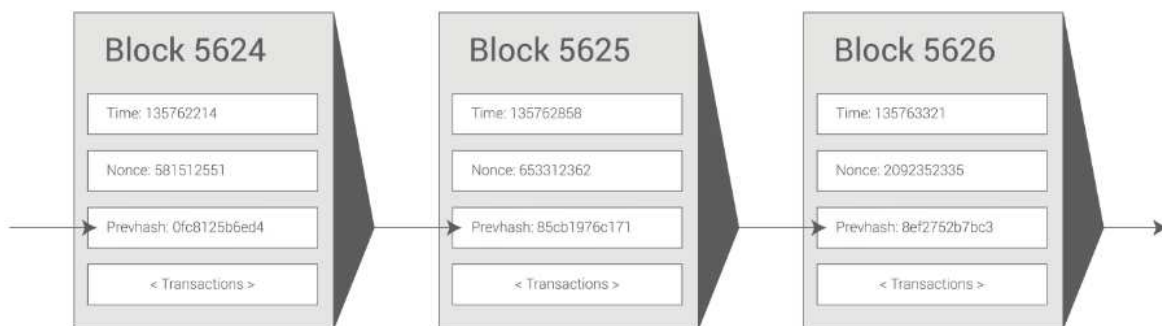 Block 5624
Time: 135762214
Nonce: 581512551
Prevhash: 0fc8125b6ed4
< Transactions >
Block 5625
Time: 135762858
Nonce: 653312362
Prevhash: 85cb1976c171
< Transactions >
Block 5626
Time: 135763321
Nonce: 2092352335
Prevhash: 8ef2752b7bc3
< Transactions >